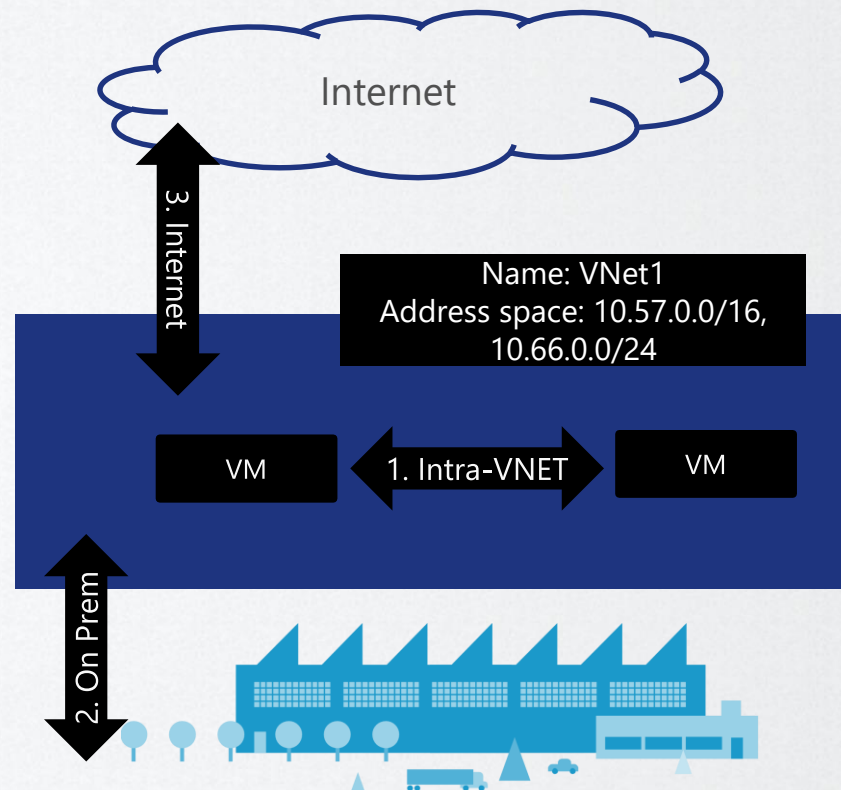 Internet
3. Internet
Name: VNet1
Address space: 10.57.0.0/16,
10.66.0.0/24
VM
1. Intra-VNET
VM
2. On Prem